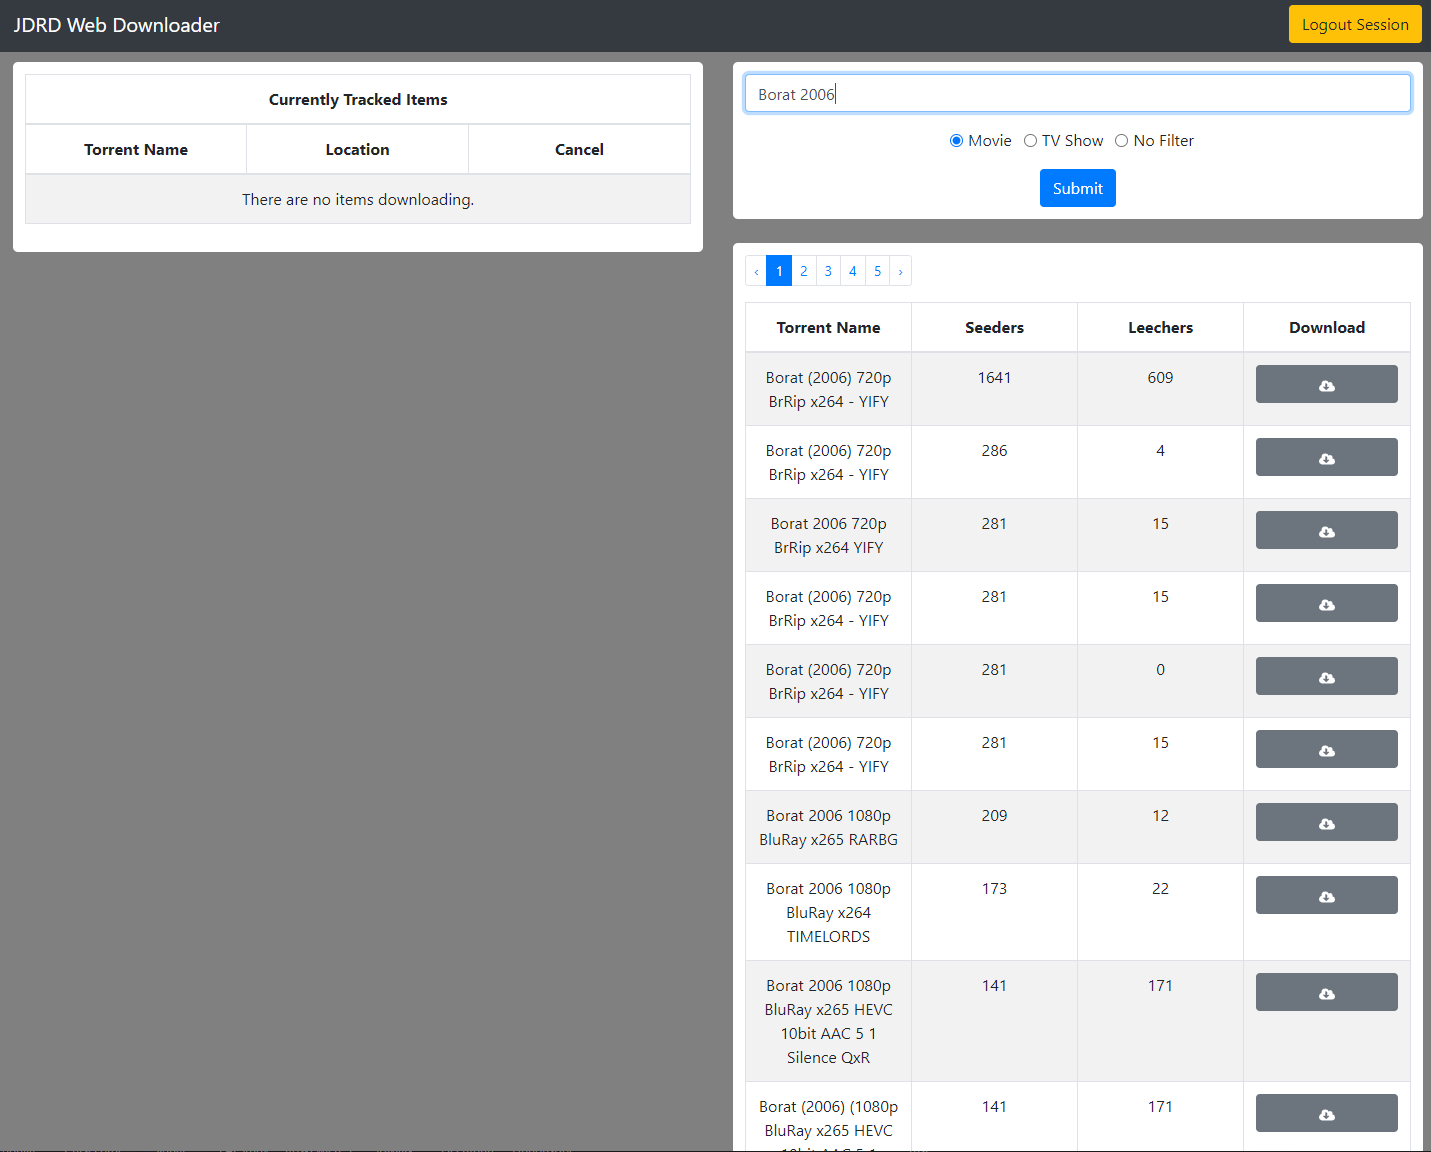 JDRD Web Downloader
Logout Session
Currently Tracked Items
Torrent Name Location Cancel
There are no items downloading.
Borat 2006
Movie TV Show No Filter
Submit
‹ 1 2 3 4 5 ›
Torrent Name Seeders Leechers Download
Borat (2006) 720p 1641 609
BrRip x264 - YIFY
Borat (2006) 720p 286 4
BrRip x264 - YIFY
Borat 2006 720p 281 15
BrRip x264 YIFY
Borat (2006) 720p 281 15
BrRip x264 - YIFY
Borat (2006) 720p 281 0
BrRip x264 - YIFY
Borat (2006) 720p 281 15
BrRip x264 - YIFY
Borat 2006 1080p 209 12
BluRay x265 RARBG
Borat 2006 1080p 173 22
BluRay x264
TIMELORDS
Borat 2006 1080p 141 171
BluRay x265 HEVC
10bit AAC 5 1
Silence QxR
Borat (2006) (1080p 141 171
BluRay x265 HEVC